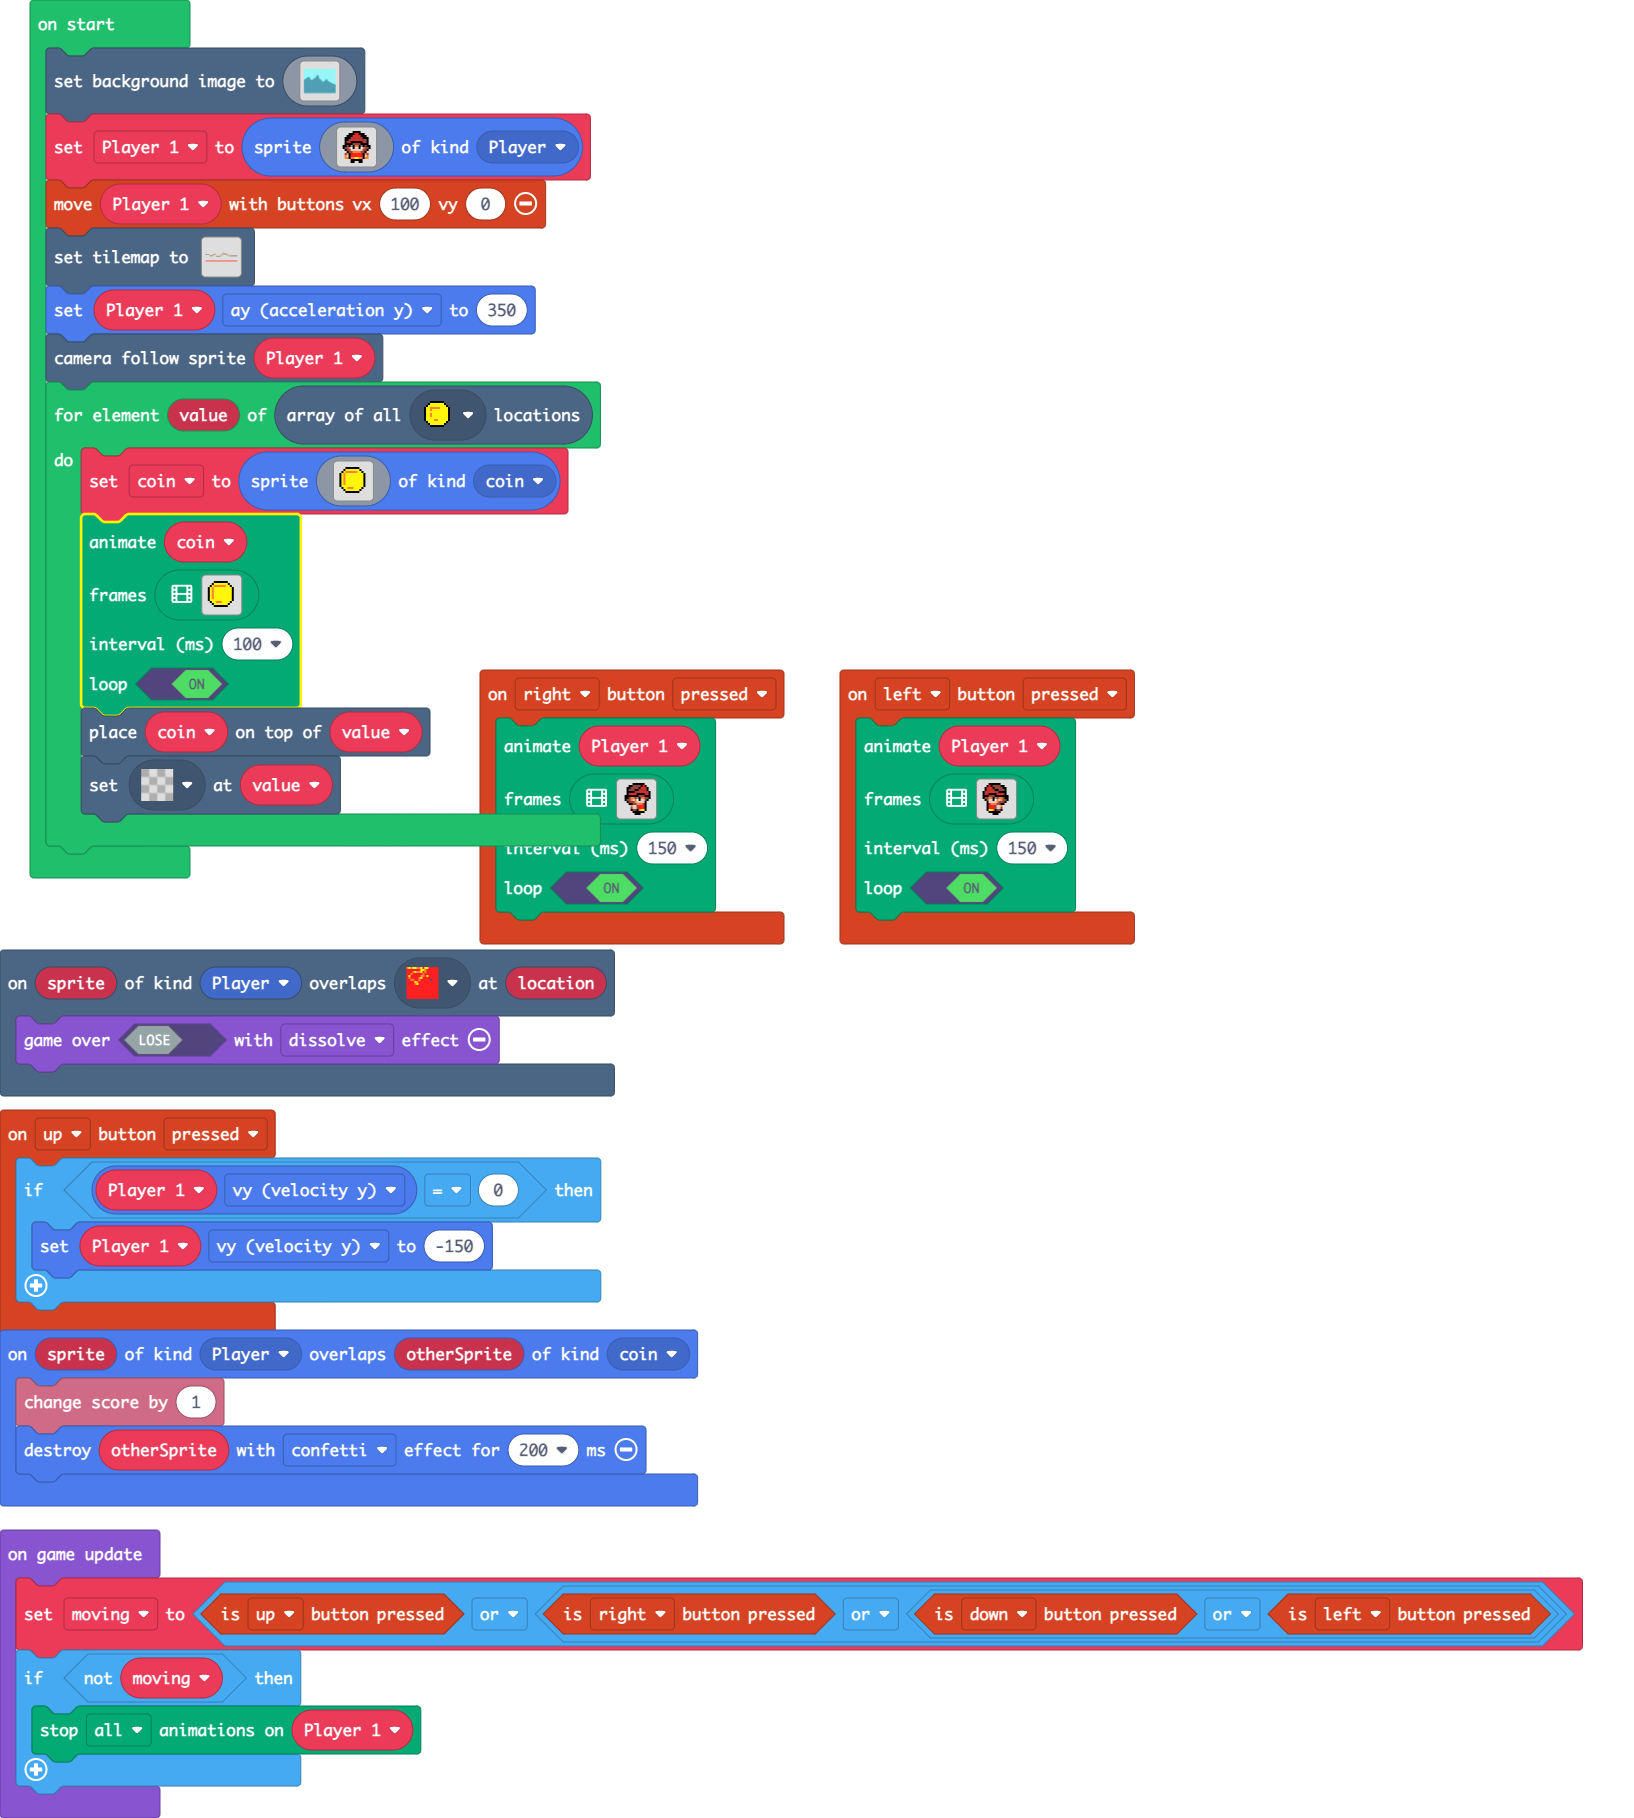 on start
set background image to
set Player 1 to sprite of kind Player
move Player 1 with buttons vx 100 vy 0
set tilemap to
set Player 1 ay (acceleration y) to 350
camera follow sprite Player 1
for element value of array of all locations
do
set coin to sprite of kind coin
animate coin
frames
interval (ms) 100
loop ON
place coin on top of value
set at value
on right button pressed
animate Player 1
frames
interval (ms) 150
loop ON
on left button pressed
animate Player 1
frames
interval (ms) 150
loop ON
on sprite of kind Player overlaps at location
game over LOSE with dissolve effect
on up button pressed
if Player 1 vy (velocity y) = 0 then
set Player 1 vy (velocity y) to -150
on sprite of kind Player overlaps otherSprite of kind coin
change score by 1
destroy otherSprite with confetti effect for 200 ms
on game update
set moving to is up button pressed or is right button pressed or is down button pressed or is left button pressed
if not moving then
stop all animations on Player 1